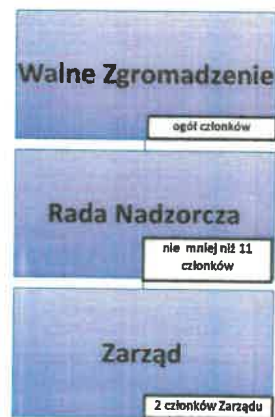 Walne Zgromadzenie
ogół członków
Rada Nadzorcza
nie mniej niż 11
członków
Zarząd
2 członków Zarządu